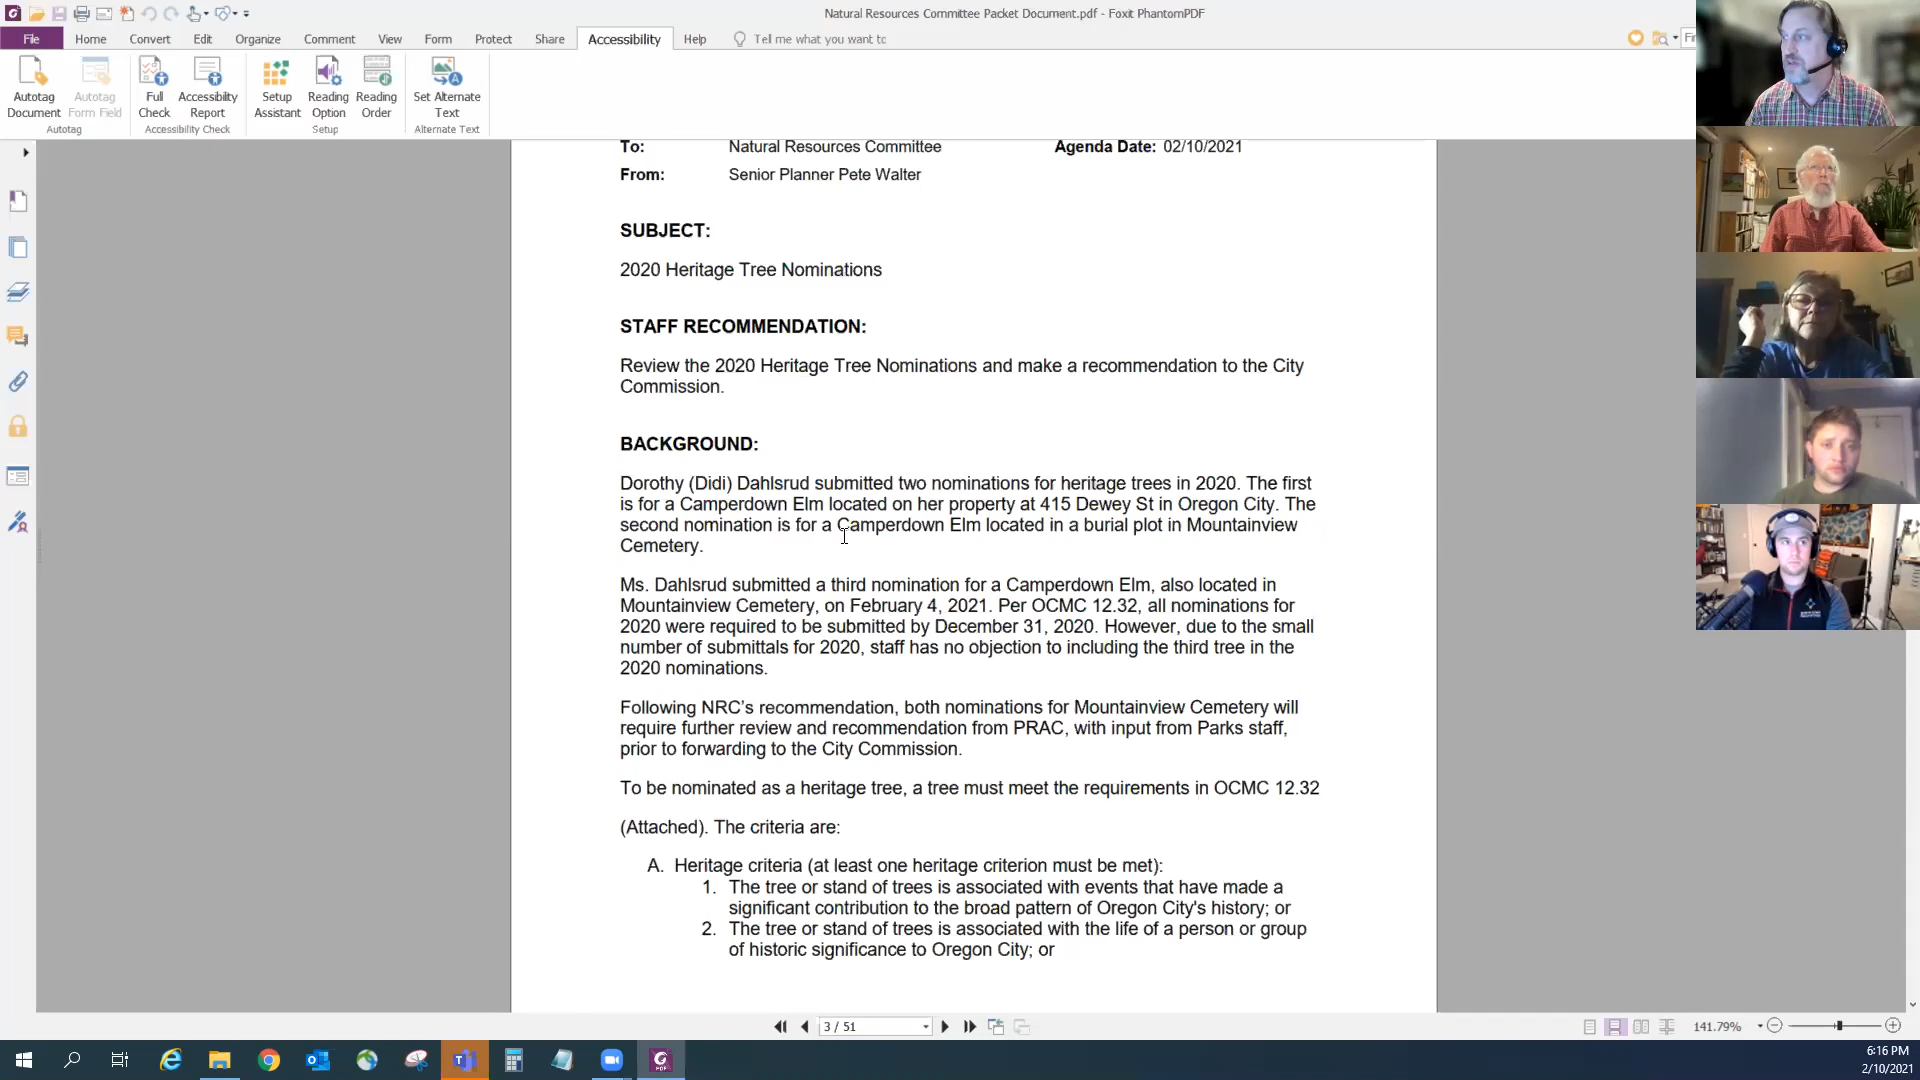 Natural Resources Committee Packet Document.pdf - Foxit PhantomPDF
File Home Convert Edit Organize Comment View Form Protect Share Accessibility Help Tell me what you want to
Autotag Document
Autotag Form Field
Full Check
Accessibility Report
Setup Assistant
Reading Option
Reading Order
Set Alternate Text
Autotag Accessibility Check Setup Alternate Text
To: Natural Resources Committee Agenda Date: 02/10/2021
From: Senior Planner Pete Walter
SUBJECT:
2020 Heritage Tree Nominations
STAFF RECOMMENDATION:
Review the 2020 Heritage Tree Nominations and make a recommendation to the City
Commission.
BACKGROUND:
Dorothy (Didi) Dahlsrud submitted two nominations for heritage trees in 2020. The first
is for a Camperdown Elm located on her property at 415 Dewey St in Oregon City. The
second nomination is for a Camperdown Elm located in a burial plot in Mountainview
Cemetery.
Ms. Dahlsrud submitted a third nomination for a Camperdown Elm, also located in
Mountainview Cemetery, on February 4, 2021. Per OCMC 12.32, all nominations for
2020 were required to be submitted by December 31, 2020. However, due to the small
number of submittals for 2020, staff has no objection to including the third tree in the
2020 nominations.
Following NRC's recommendation, both nominations for Mountainview Cemetery will
require further review and recommendation from PRAC, with input from Parks staff,
prior to forwarding to the City Commission.
To be nominated as a heritage tree, a tree must meet the requirements in OCMC 12.32
(Attached). The criteria are:
A. Heritage criteria (at least one heritage criterion must be met):
1. The tree or stand of trees is associated with events that have made a
significant contribution to the broad pattern of Oregon City's history; or
2. The tree or stand of trees is associated with the life of a person or group
of historic significance to Oregon City; or
3 / 51
141.79%
6:16 PM
2/10/2021